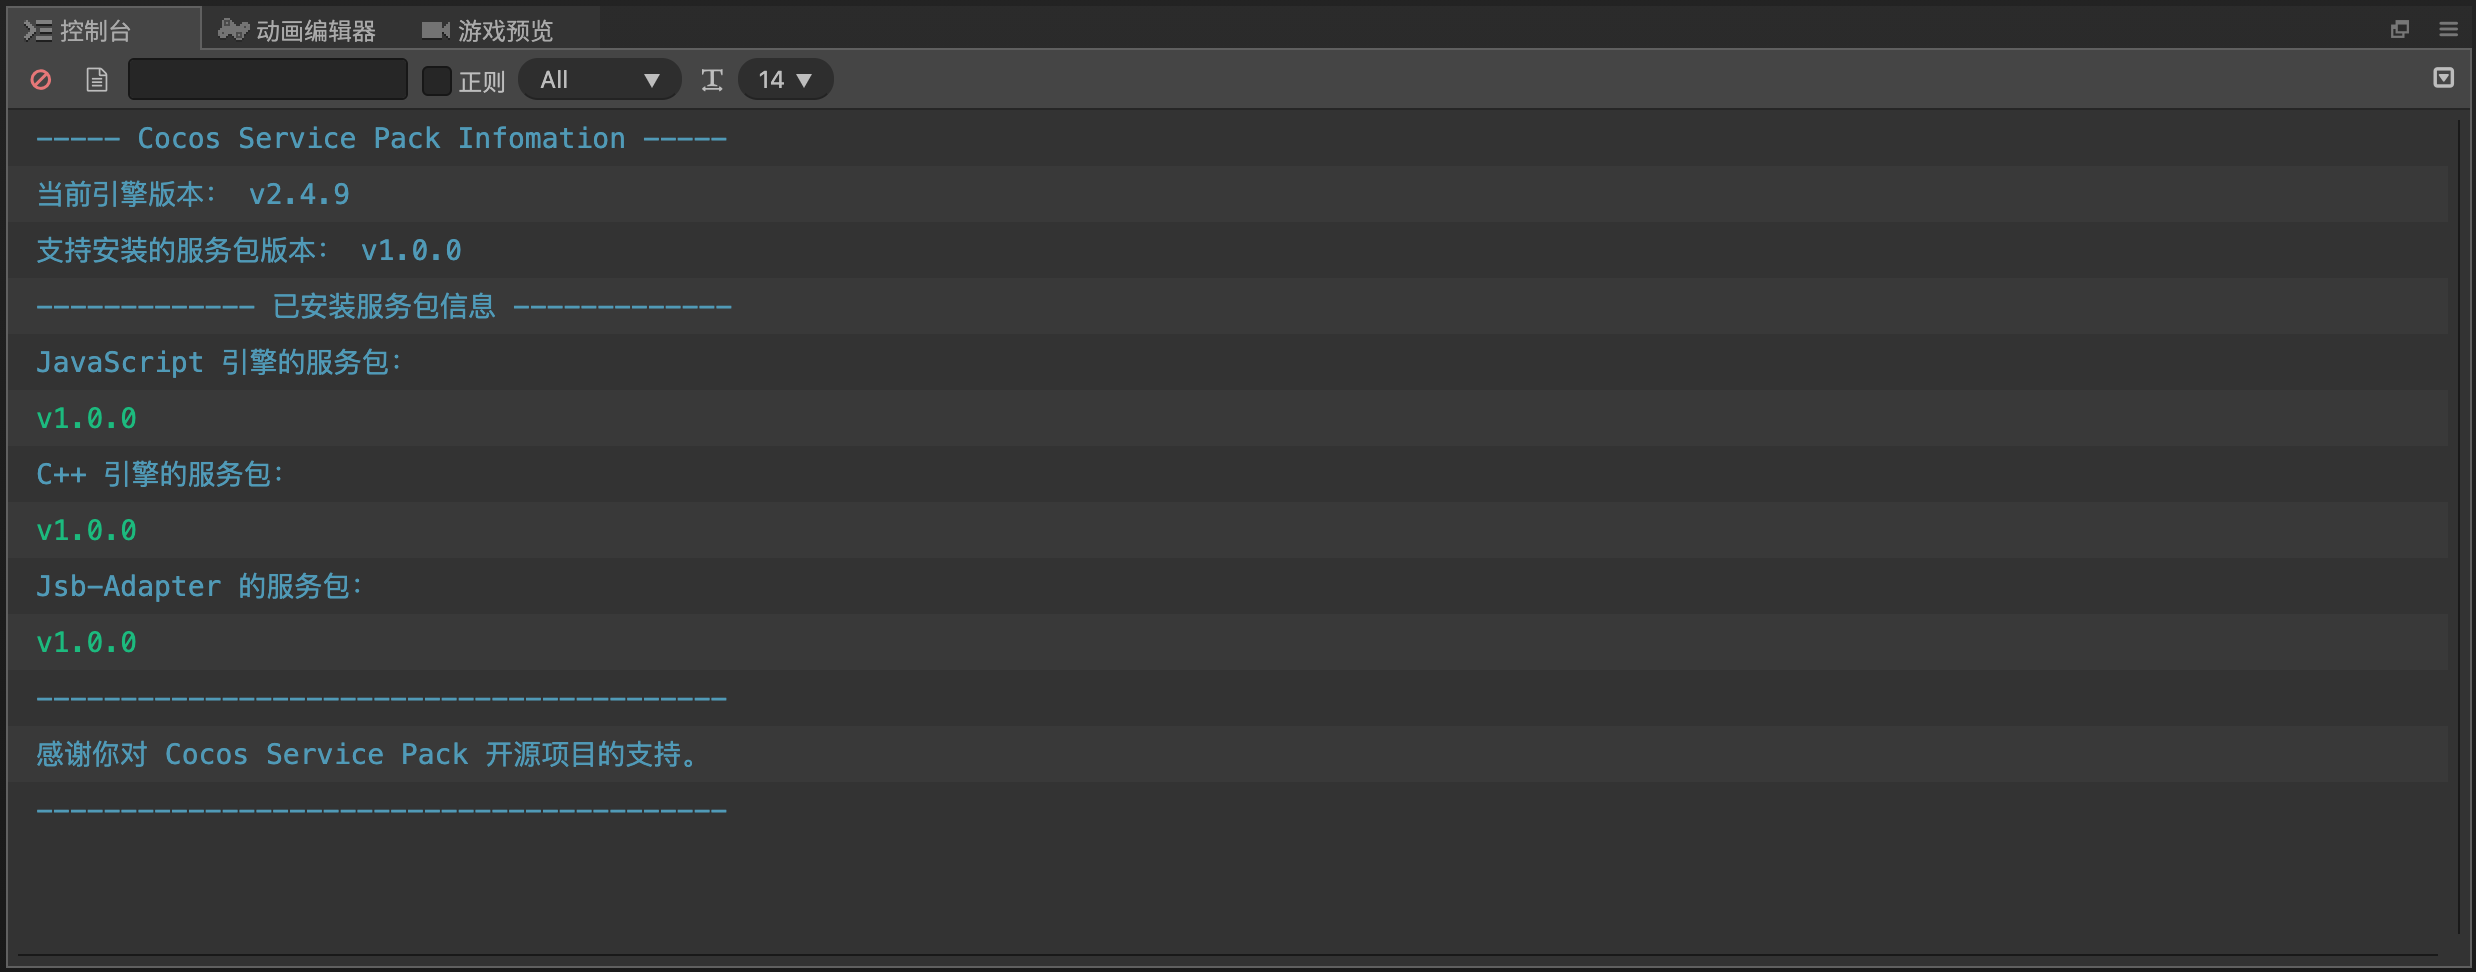 控制台 动画编辑器 游戏预览
正则 All 14
----- Cocos Service Pack Infomation -----
当前引擎版本： v2.4.9
支持安装的服务包版本： v1.0.0
------------- 已安装服务包信息 -------------
JavaScript 引擎的服务包：
v1.0.0
C++ 引擎的服务包：
v1.0.0
Jsb-Adapter 的服务包：
v1.0.0
-----------------------------------------
感谢你对 Cocos Service Pack 开源项目的支持。
-----------------------------------------